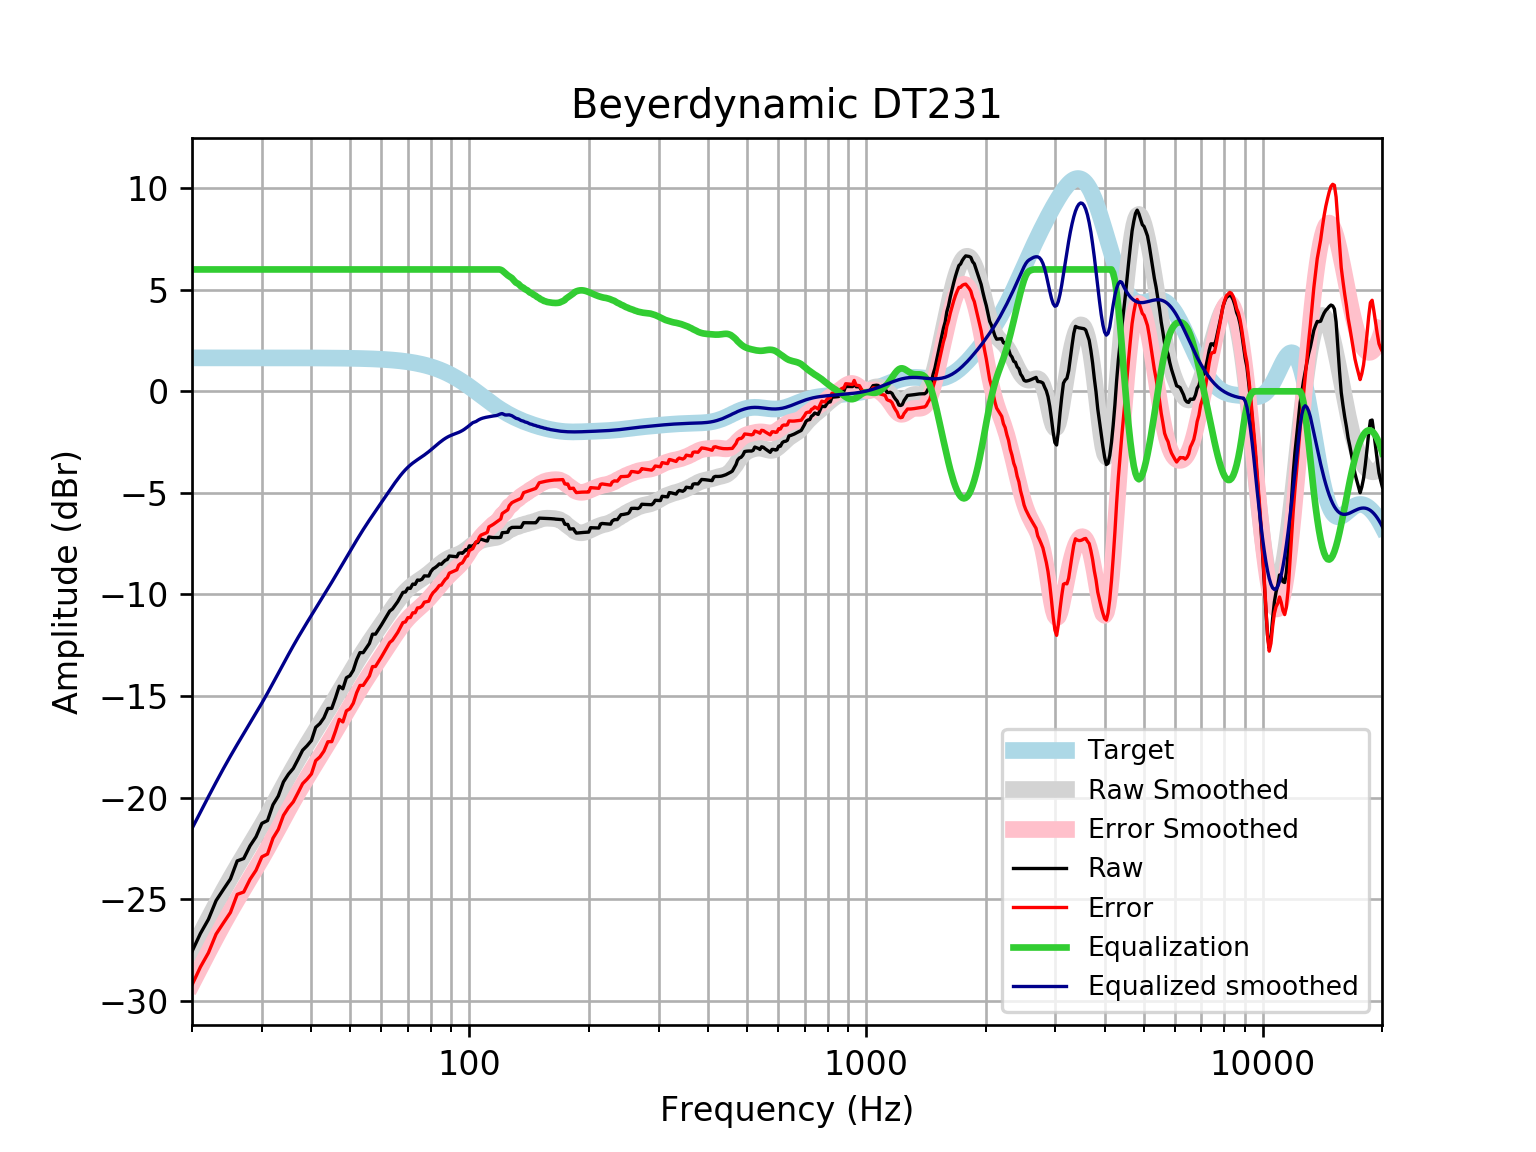 Beyerdynamic DT231
10
5
0
−5
−10
−15
−20
−25
−30
Amplitude (dBr)
100
1000
10000
Frequency (Hz)
Target
Raw Smoothed
Error Smoothed
Raw
Error
Equalization
Equalized smoothed